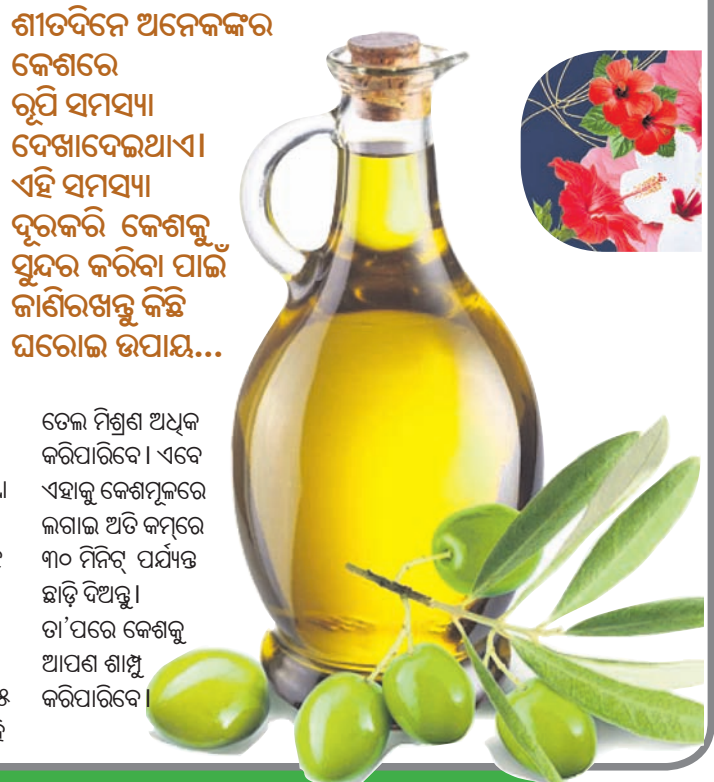 ଶୀତଦିନେ ଅନେକଙ୍କର
କେଶରେ
ରୂପି ସମସ୍ୟା
ଦେଖାଦେଇଥାଏ।
ଏହି ସମସ୍ୟା
ଦୂରକରି କେଶକୁ
ସୁନ୍ଦର କରିବା ପାଇଁ
ଜାଣିରଖନ୍ତୁ କିଛି
ଘରୋଇ ଉପାୟ...
ତେଲ ମିଶ୍ରଣ ଅଧିକ
କରିପାରିବେ। ଏବେ
ଏହାକୁ କେଶମୂଳରେ
ଲଗାଇ ଅତି କମ୍‌ରେ
୩୦ ମିନିଟ୍ ପର୍ଯ୍ୟନ୍ତ
ଛାଡ଼ି ଦିଅନ୍ତୁ।
ତା'ପରେ କେଶକୁ
ଆପଣ ଶାମ୍ପୁ
କରିପାରିବେ।